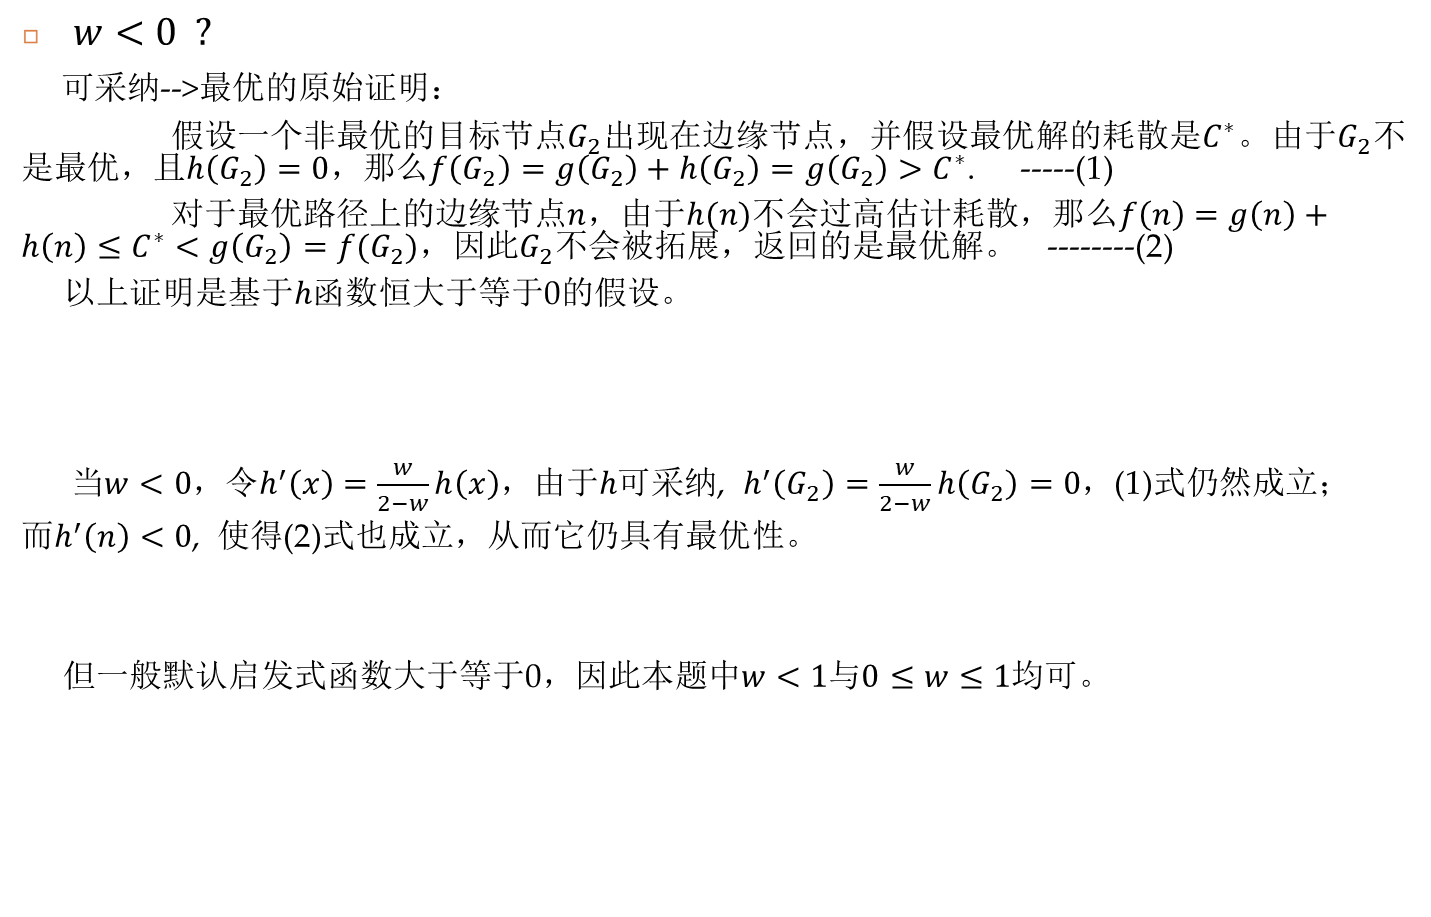 □ w < 0 ?
可采纳-->最优的原始证明：
假设一个非最优的目标节点G₂出现在边缘节点，并假设最优解的耗散是C*。由于G₂不
是最优，且h(G₂) = 0，那么f(G₂) = g(G₂) + h(G₂) = g(G₂) > C*. -----(1)
对于最优路径上的边缘节点n，由于h(n)不会过高估计耗散，那么f(n) = g(n) +
h(n) ≤ C* < g(G₂) = f(G₂)，因此G₂不会被拓展，返回的是最优解。 --------(2)
以上证明是基于h函数恒大于等于0的假设。
当w < 0，令h′(x) = w/(2−w) h(x)，由于h可采纳, h′(G₂) = w/(2−w) h(G₂) = 0，(1)式仍然成立；
而h′(n) < 0, 使得(2)式也成立，从而它仍具有最优性。
但一般默认启发式函数大于等于0，因此本题中w < 1与0 ≤ w ≤ 1均可。